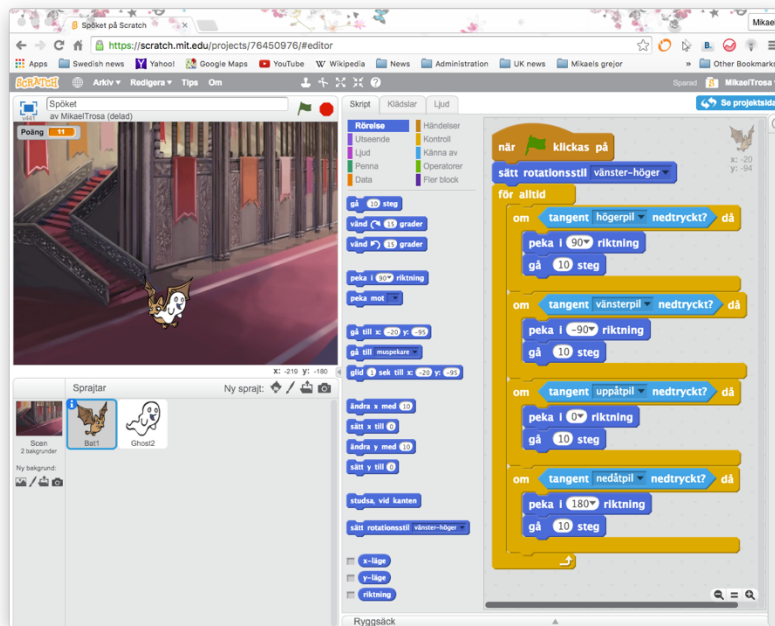 Spöket på Scratch
Mikael
https://scratch.mit.edu/projects/76450976/#editor
Apps Swedish news Yahoo! Google Maps YouTube Wikipedia News Administration UK news Mikaels grejor » Other Bookmarks
SCRATCH Arkiv Redigera Tips Om Sparad MikaelTrosa
v441
Spöket
av MikaelTrosa (delad)
Skript Klädslar Ljud
Se projektsida
Poäng 11
Rörelse Händelser
Utseende Kontroll
Ljud Känna av
Penna Operatorer
Data Fler block
gå 10 steg
vänd 15 grader
vänd 15 grader
peka i 90 riktning
peka mot
gå till x: -20 y: -95
gå till muspekare
glid 1 sek till x: -20 y: -95
ändra x med 10
sätt x till 0
ändra y med 10
sätt y till 0
studsa, vid kanten
sätt rotationsstil vänster-höger
x-läge
y-läge
riktning
x: -20
y: -94
när klickas på
sätt rotationsstil vänster-höger
för alltid
om tangent högerpil nedtryckt? då
peka i 90 riktning
gå 10 steg
om tangent vänsterpil nedtryckt? då
peka i -90 riktning
gå 10 steg
om tangent uppåtpil nedtryckt? då
peka i 0 riktning
gå 10 steg
om tangent nedåtpil nedtryckt? då
peka i 180 riktning
gå 10 steg
x: -219 y: -180
Sprajtar Ny sprajt:
Scen
2 bakgrunder
Ny bakgrund:
Bat1
Ghost2
Ryggsäck